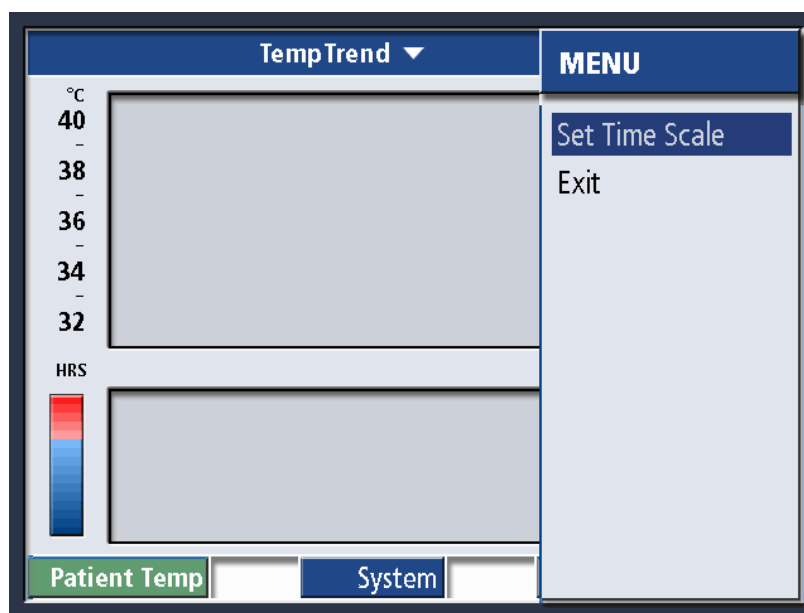 TempTrend
MENU
°C
40
38
36
34
32
HRS
Set Time Scale
Exit
Patient Temp
System